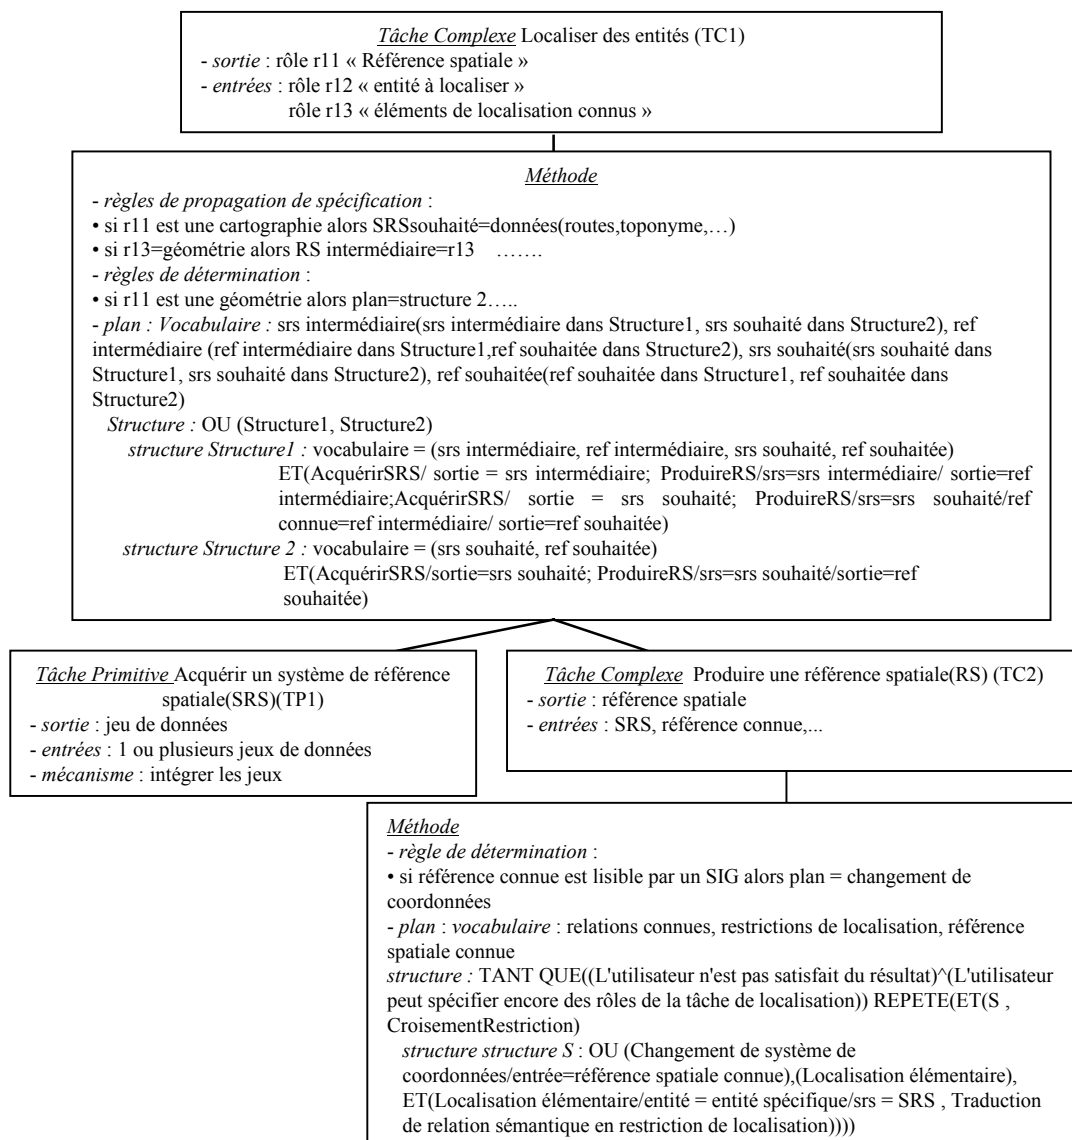 Tâche Complexe Localiser des entités (TC1)
- sortie : rôle r11 « Référence spatiale »
- entrées : rôle r12 « entité à localiser »
rôle r13 « éléments de localisation connus »
Méthode
- règles de propagation de spécification :
• si r11 est une cartographie alors SRSsouhaité=données(routes,toponyme,…)
• si r13=géométrie alors RS intermédiaire=r13 …….
- règles de détermination :
• si r11 est une géométrie alors plan=structure 2…..
- plan : Vocabulaire : srs intermédiaire(srs intermédiaire dans Structure1, srs souhaité dans Structure2), ref
intermédiaire (ref intermédiaire dans Structure1,ref souhaitée dans Structure2), srs souhaité(srs souhaité dans
Structure1, srs souhaité dans Structure2), ref souhaitée(ref souhaitée dans Structure1, ref souhaitée dans
Structure2)
Structure : OU (Structure1, Structure2)
structure Structure1 : vocabulaire = (srs intermédiaire, ref intermédiaire, srs souhaité, ref souhaitée)
ET(AcquérirSRS/ sortie = srs intermédiaire; ProduireRS/srs=srs intermédiaire/ sortie=ref
intermédiaire;AcquérirSRS/ sortie = srs souhaité; ProduireRS/srs=srs souhaité/ref
connue=ref intermédiaire/ sortie=ref souhaitée)
structure Structure 2 : vocabulaire = (srs souhaité, ref souhaitée)
ET(AcquérirSRS/sortie=srs souhaité; ProduireRS/srs=srs souhaité/sortie=ref
souhaitée)
Tâche Primitive Acquérir un système de référence
spatiale(SRS)(TP1)
- sortie : jeu de données
- entrées : 1 ou plusieurs jeux de données
- mécanisme : intégrer les jeux
Tâche Complexe Produire une référence spatiale(RS) (TC2)
- sortie : référence spatiale
- entrées : SRS, référence connue,...
Méthode
- règle de détermination :
• si référence connue est lisible par un SIG alors plan = changement de
coordonnées
- plan : vocabulaire : relations connues, restrictions de localisation, référence
spatiale connue
structure : TANT QUE((L'utilisateur n'est pas satisfait du résultat)^(L'utilisateur
peut spécifier encore des rôles de la tâche de localisation)) REPETE(ET(S ,
CroisementRestriction)
structure structure S : OU (Changement de système de
coordonnées/entrée=référence spatiale connue),(Localisation élémentaire),
ET(Localisation élémentaire/entité = entité spécifique/srs = SRS , Traduction
de relation sémantique en restriction de localisation))))